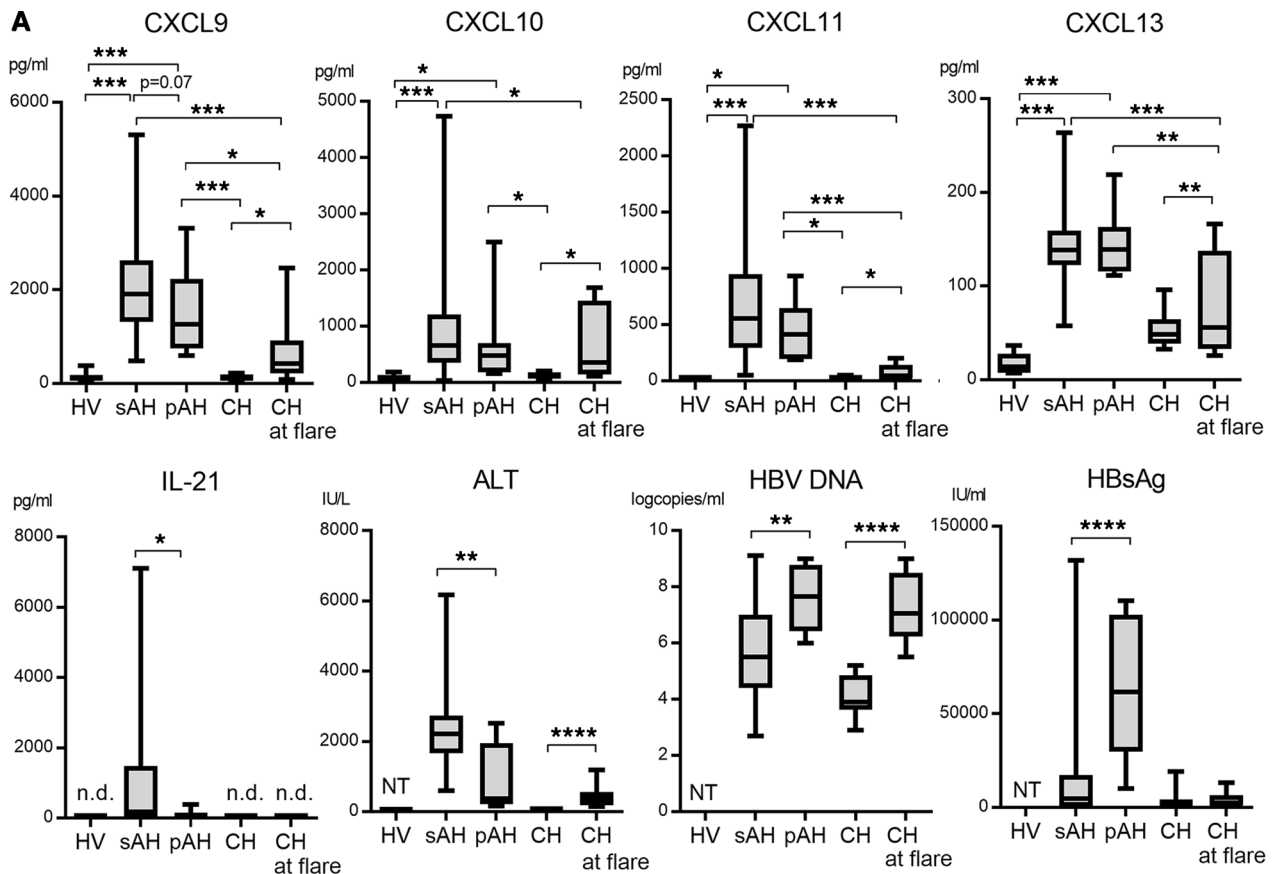 A
CXCL9
CXCL10
CXCL11
CXCL13
pg/ml
pg/ml
pg/ml
pg/ml
***
***
p=0.07
***
*
***
*
6000
4000
2000
0
HV sAH pAH CH CH
at flare
*
***
*
*
*
5000
4000
3000
2000
1000
0
HV sAH pAH CH CH
at flare
*
***
***
***
*
*
2500
2000
1500
1000
500
0
HV sAH pAH CH CH
at flare
***
***
***
**
**
300
200
100
0
HV sAH pAH CH CH
at flare
IL-21
ALT
HBV DNA
HBsAg
pg/ml
IU/L
logcopies/ml
IU/ml
*
8000
6000
4000
2000
0
n.d. n.d. n.d.
HV sAH pAH CH CH
at flare
**
****
8000
6000
4000
2000
0
NT
HV sAH pAH CH CH
at flare
**
****
10
8
6
4
2
0
NT
HV sAH pAH CH CH
at flare
****
150000
100000
50000
0
NT
HV sAH pAH CH CH
at flare